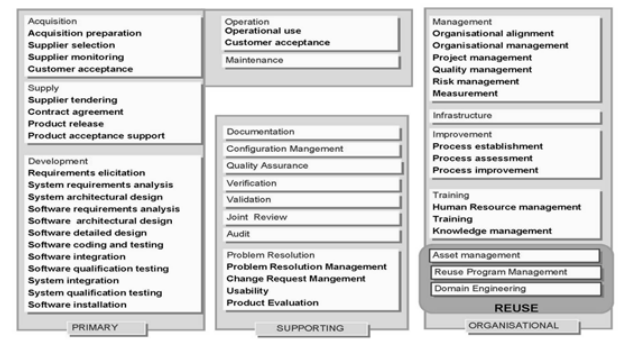 Acquisition
Acquisition preparation
Supplier selection
Supplier monitoring
Customer acceptance
Supply
Supplier tendering
Contract agreement
Product release
Product acceptance support
Development
Requirements elicitation
System requirements analysis
System architectural design
Software requirements analysis
Software architectural design
Software detailed design
Software coding and testing
Software integration
Software qualification testing
System integration
System qualification testing
Software installation
PRIMARY
Operation
Operational use
Customer acceptance
Maintenance
Documentation
Configuration Mangement
Quality Assurance
Verification
Validation
Joint Review
Audit
Problem Resolution
Problem Resolution Management
Change Request Mangement
Usability
Product Evaluation
SUPPORTING
Management
Organisational alignment
Organisational management
Project management
Quality management
Risk management
Measurement
Infrastructure
Improvement
Process establishment
Process assessment
Process improvement
Training
Human Resource management
Training
Knowledge management
Asset management
Reuse Program Management
Domain Engineering
REUSE
ORGANISATIONAL